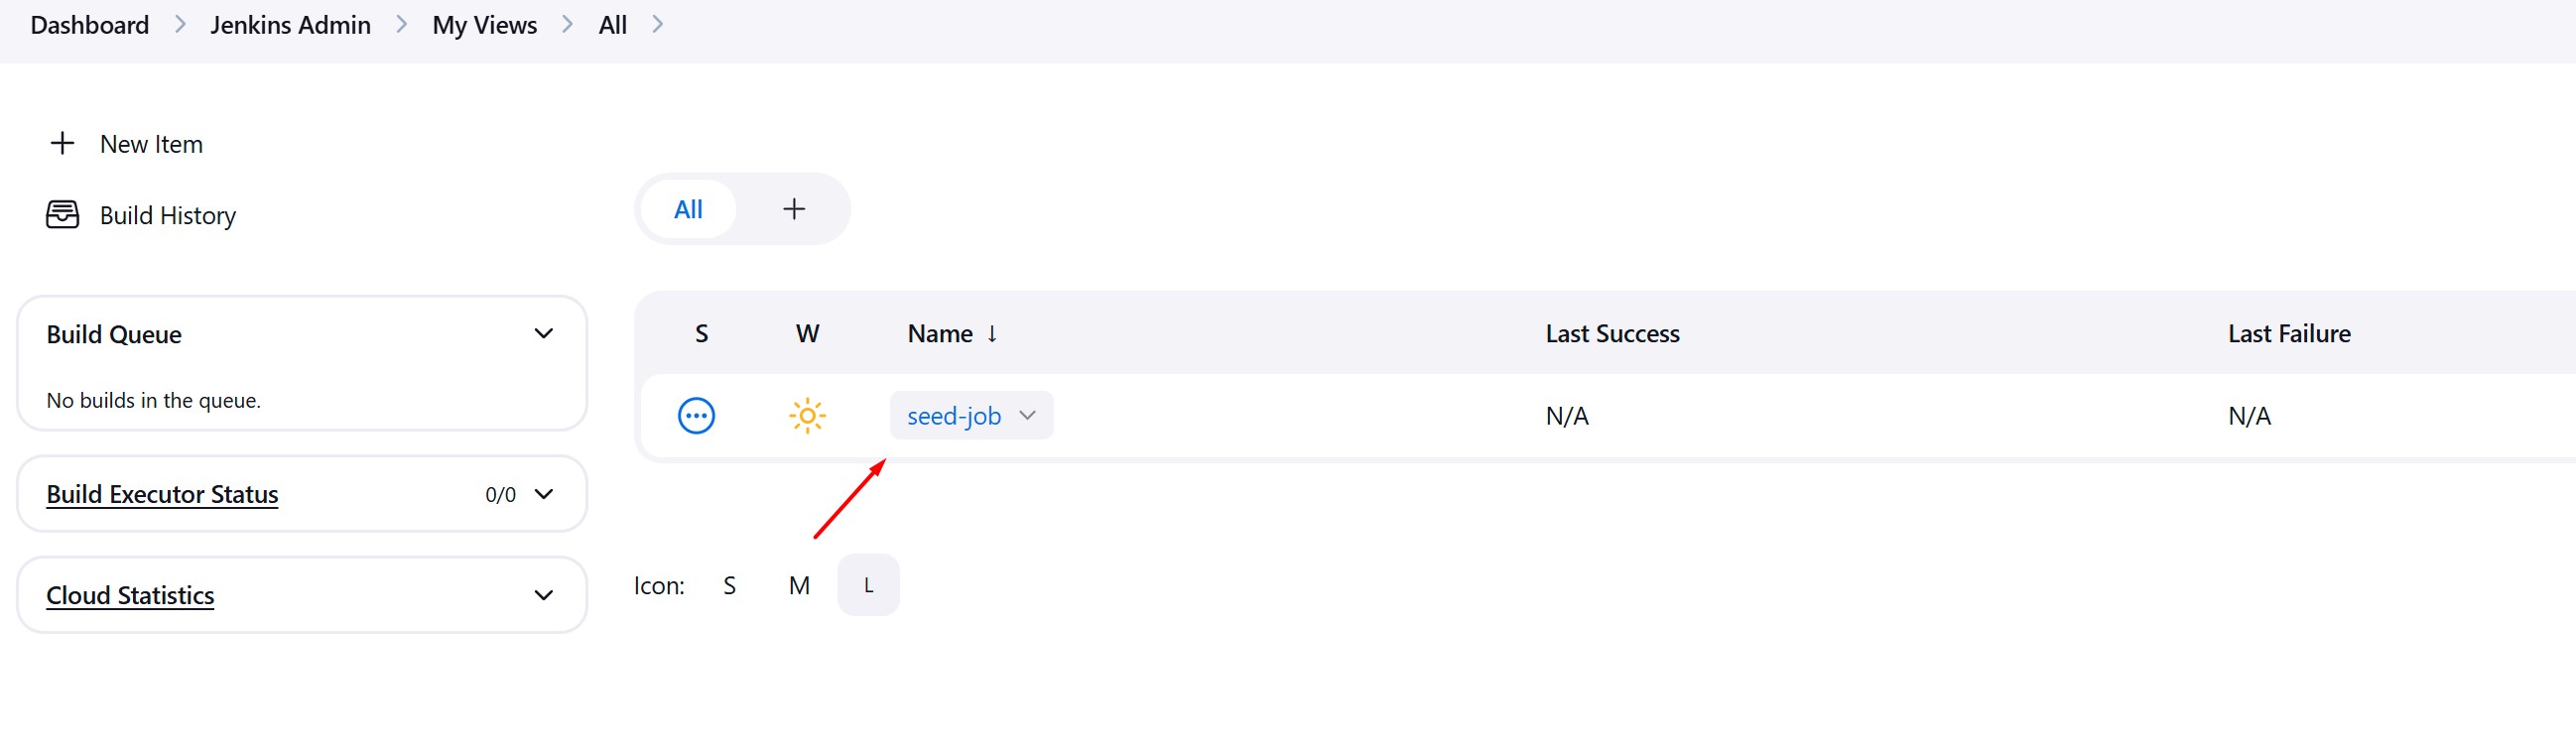 Dashboard > Jenkins Admin > My Views > All >
New Item
Build History
Build Queue
No builds in the queue.
Build Executor Status 0/0
Cloud Statistics
All +
S W Name ↓ Last Success Last Failure
seed-job N/A N/A
Icon: S M L